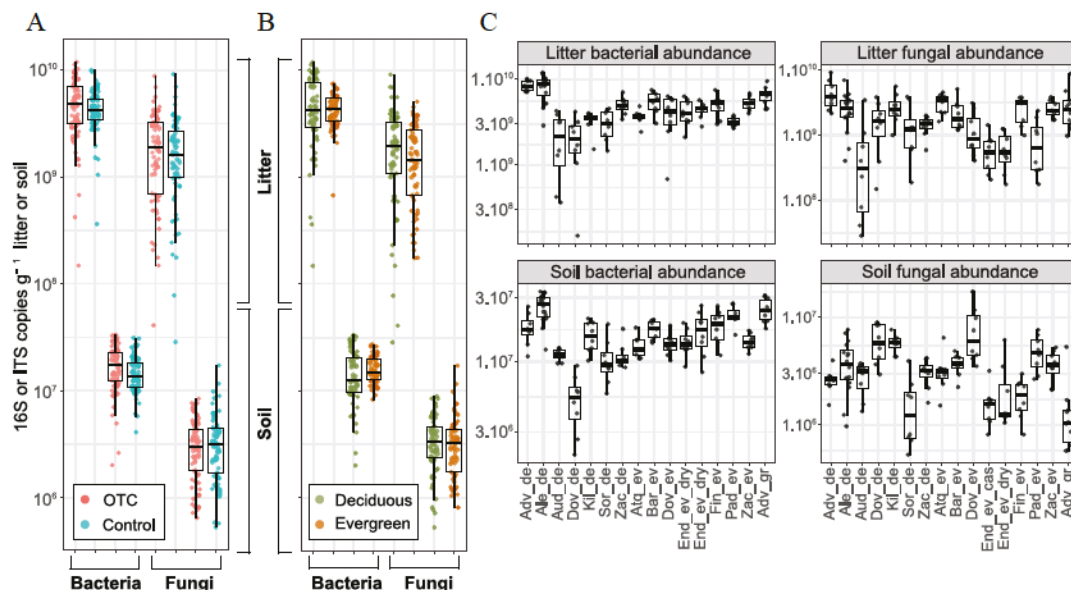 A
B
C
16S or ITS copies g⁻¹ litter or soil
10¹⁰
10⁹
10⁸
10⁷
10⁶
OTC
Control
Bacteria
Fungi
Litter
Soil
Deciduous
Evergreen
Bacteria
Fungi
Litter bacterial abundance
1.10¹⁰
3.10⁹
1.10⁹
3.10⁸
Litter fungal abundance
1.10¹⁰
1.10⁹
1.10⁸
Soil bacterial abundance
3.10⁷
1.10⁷
3.10⁶
Adv_de
Alle_de
Aud_de
Dov_de
Kil_de
Sor_de
Zac_de
Atq_ev
Bar_ev
Dov_ev
End_ev_dry
End_ev_dry
Fin_ev
Pad_ev
Zac_ev
Adv_gr
Soil fungal abundance
1.10⁷
3.10⁶
1.10⁶
Adv_de
Alle_de
Aud_de
Dov_de
Kil_de
Sor_de
Zac_de
Atq_ev
Bar_ev
Dov_ev
End_ev_cas
End_ev_dry
Fin_ev
Pad_ev
Zac_ev
Adv_gr